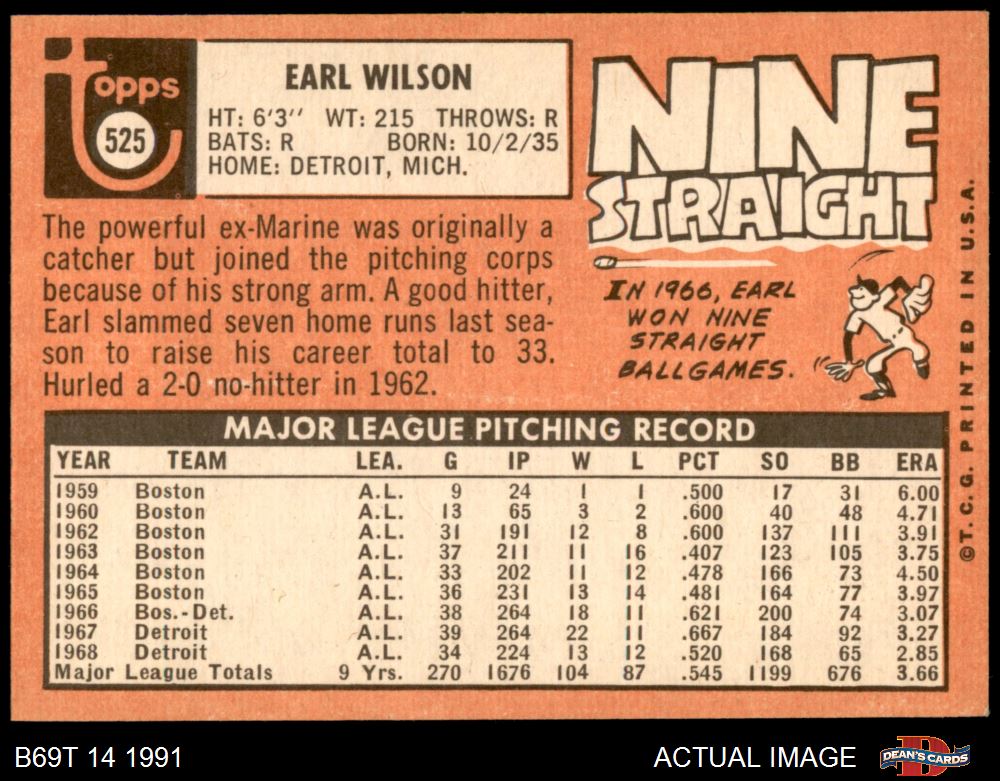 Topps
525
EARL WILSON
HT: 6'3'' WT: 215 THROWS: R
BATS: R BORN: 10/2/35
HOME: DETROIT, MICH.
The powerful ex-Marine was originally a
catcher but joined the pitching corps
because of his strong arm. A good hitter,
Earl slammed seven home runs last sea-
son to raise his career total to 33.
Hurled a 2-0 no-hitter in 1962.
NINE
STRAIGHT
IN 1966, EARL
WON NINE
STRAIGHT
BALLGAMES.
MAJOR LEAGUE PITCHING RECORD
YEAR TEAM LEA. G IP W L PCT SO BB ERA
1959 Boston A.L. 9 24 1 1 .500 17 31 6.00
1960 Boston A.L. 13 65 3 2 .600 40 48 4.71
1962 Boston A.L. 31 191 12 8 .600 137 111 3.91
1963 Boston A.L. 37 211 11 16 .407 123 105 3.75
1964 Boston A.L. 33 202 11 12 .478 166 73 4.50
1965 Boston A.L. 36 231 13 14 .481 164 77 3.97
1966 Bos.-Det. A.L. 38 264 18 11 .621 200 74 3.07
1967 Detroit A.L. 39 264 22 11 .667 184 92 3.27
1968 Detroit A.L. 34 224 13 12 .520 168 65 2.85
Major League Totals 9 Yrs. 270 1676 104 87 .545 1199 676 3.66
©T. C. G. PRINTED IN U.S.A.
B69T 14 1991
ACTUAL IMAGE
DEAN'S CARDS